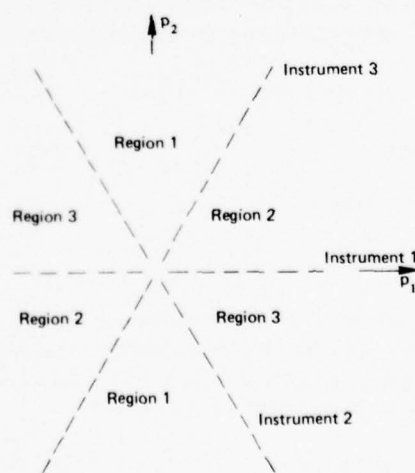 p2
Instrument 3
Region 1
Region 3
Region 2
Instrument 1
p1
Region 2
Region 3
Region 1
Instrument 2